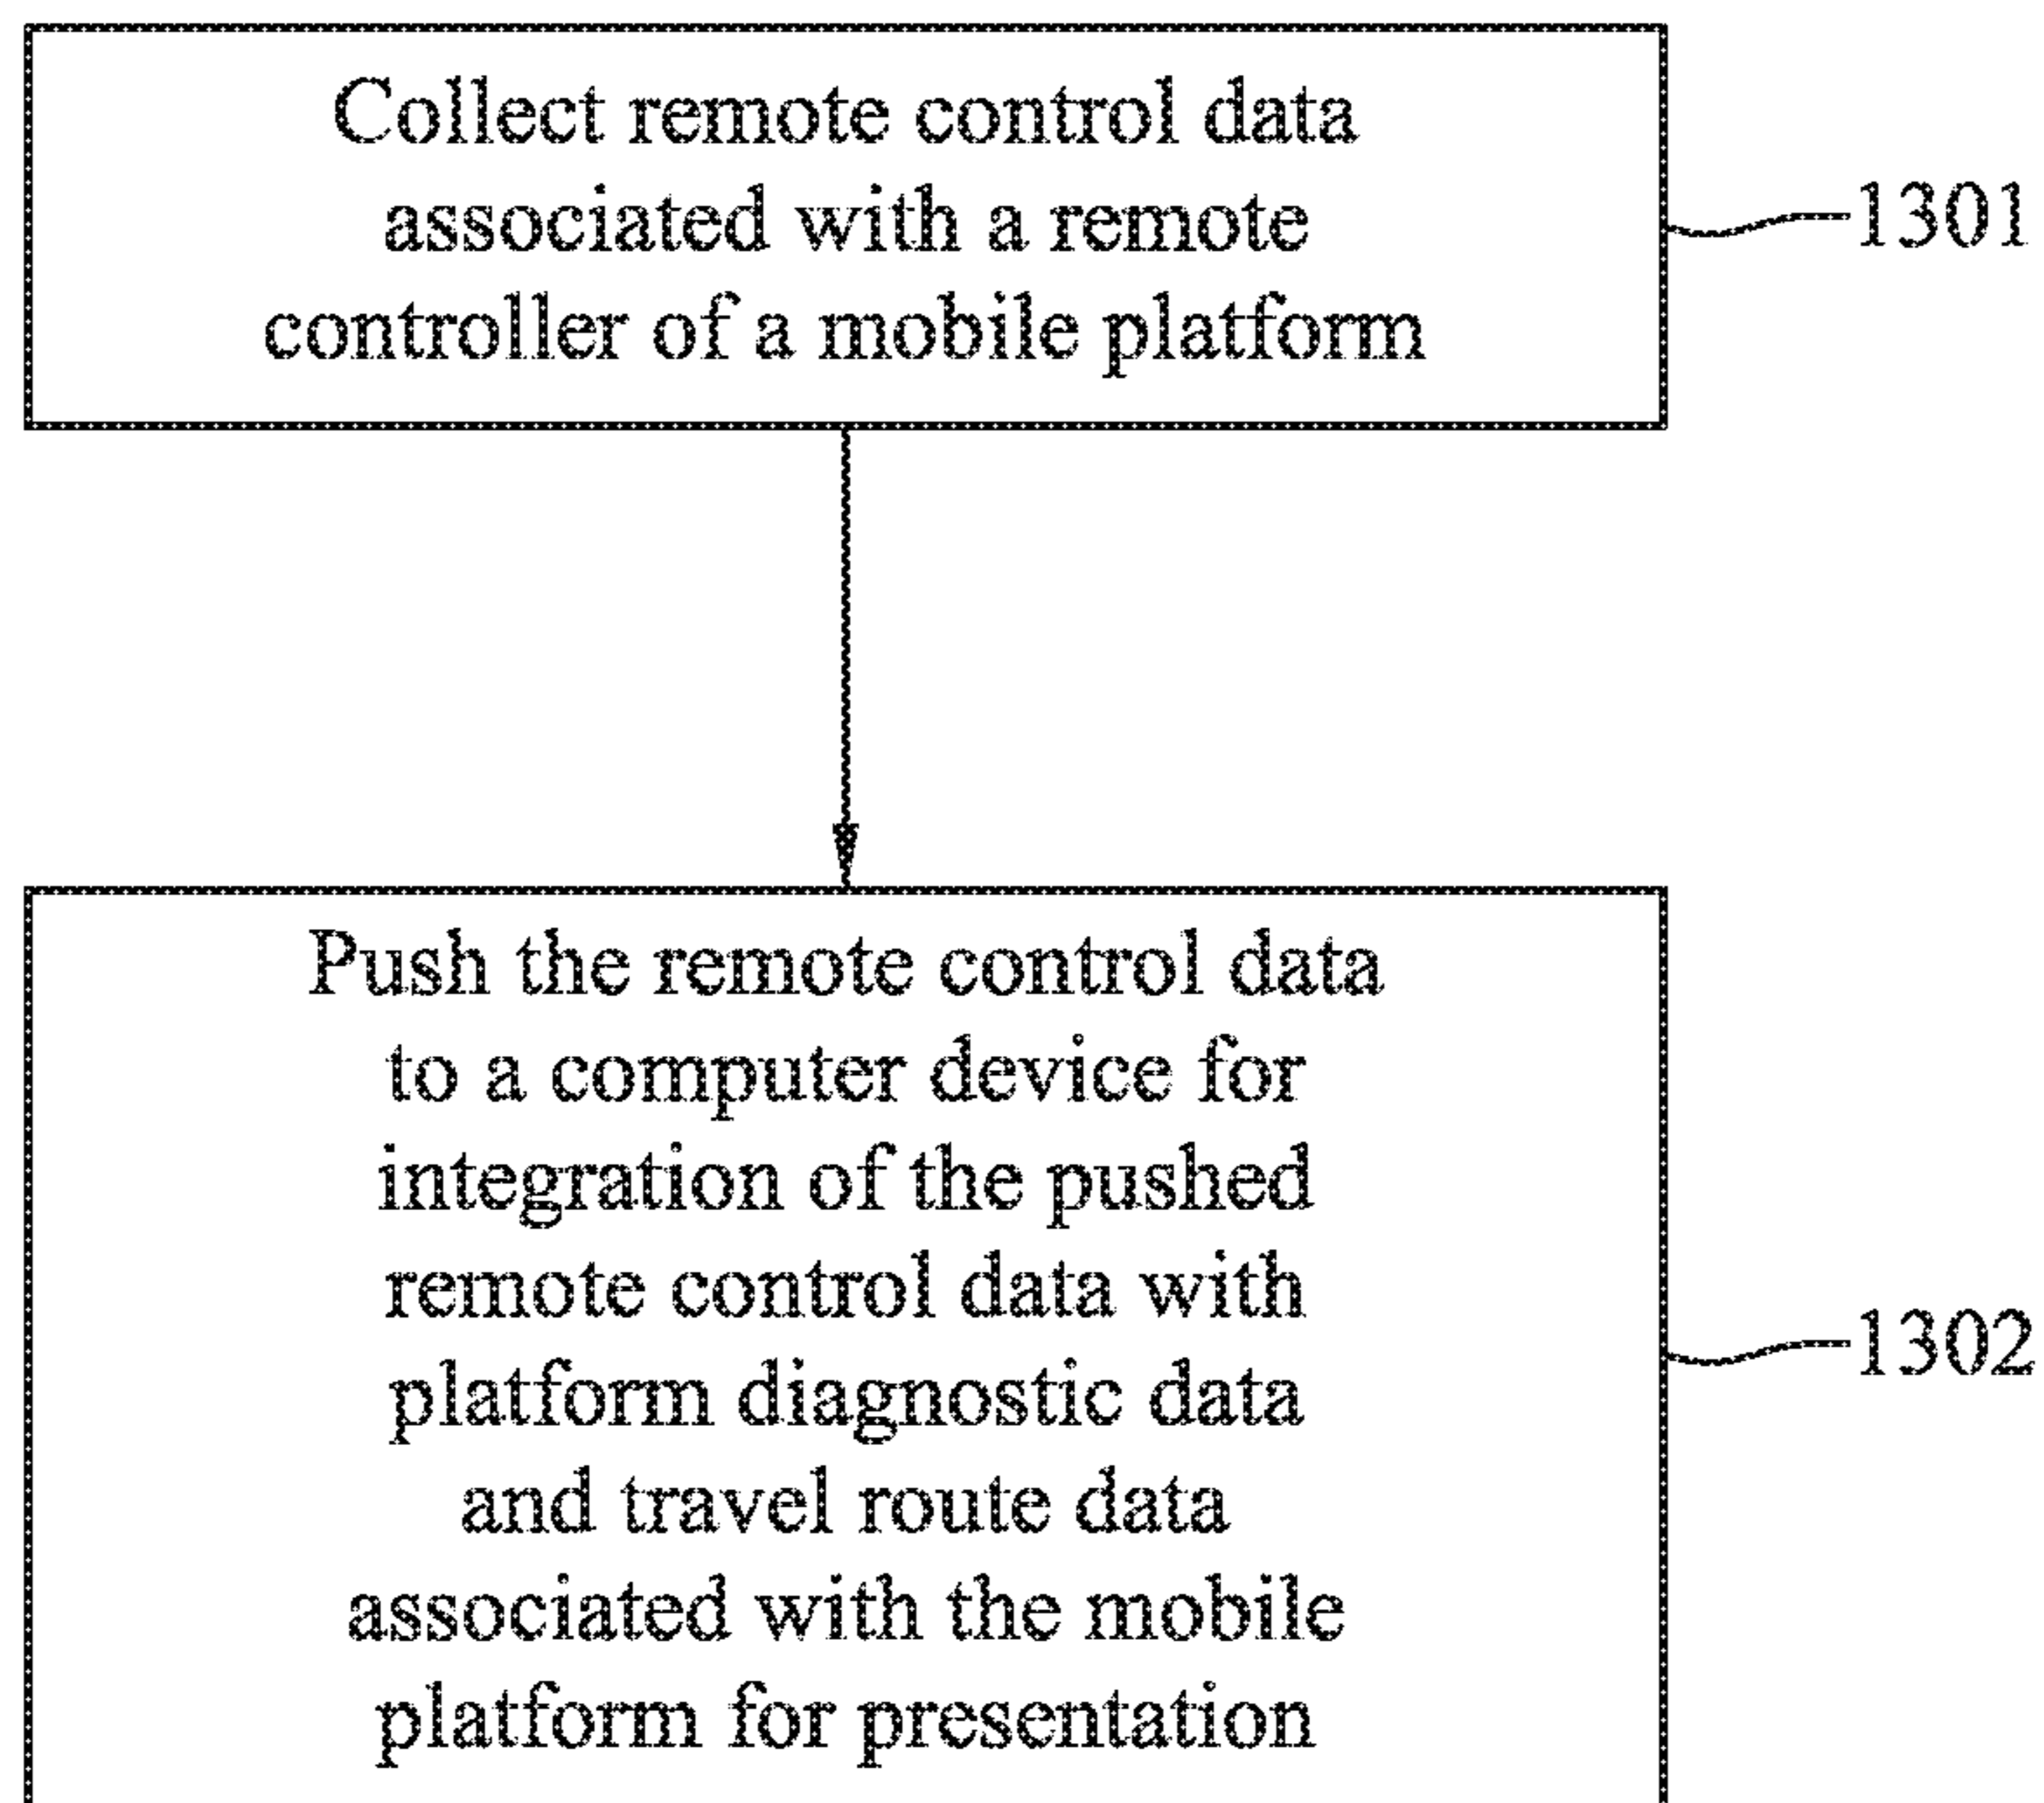 Collect remote control data
associated with a remote
controller of a mobile platform
1301
Push the remote control data
to a computer device for
integration of the pushed
remote control data with
platform diagnostic data
and travel route data
associated with the mobile
platform for presentation
1302